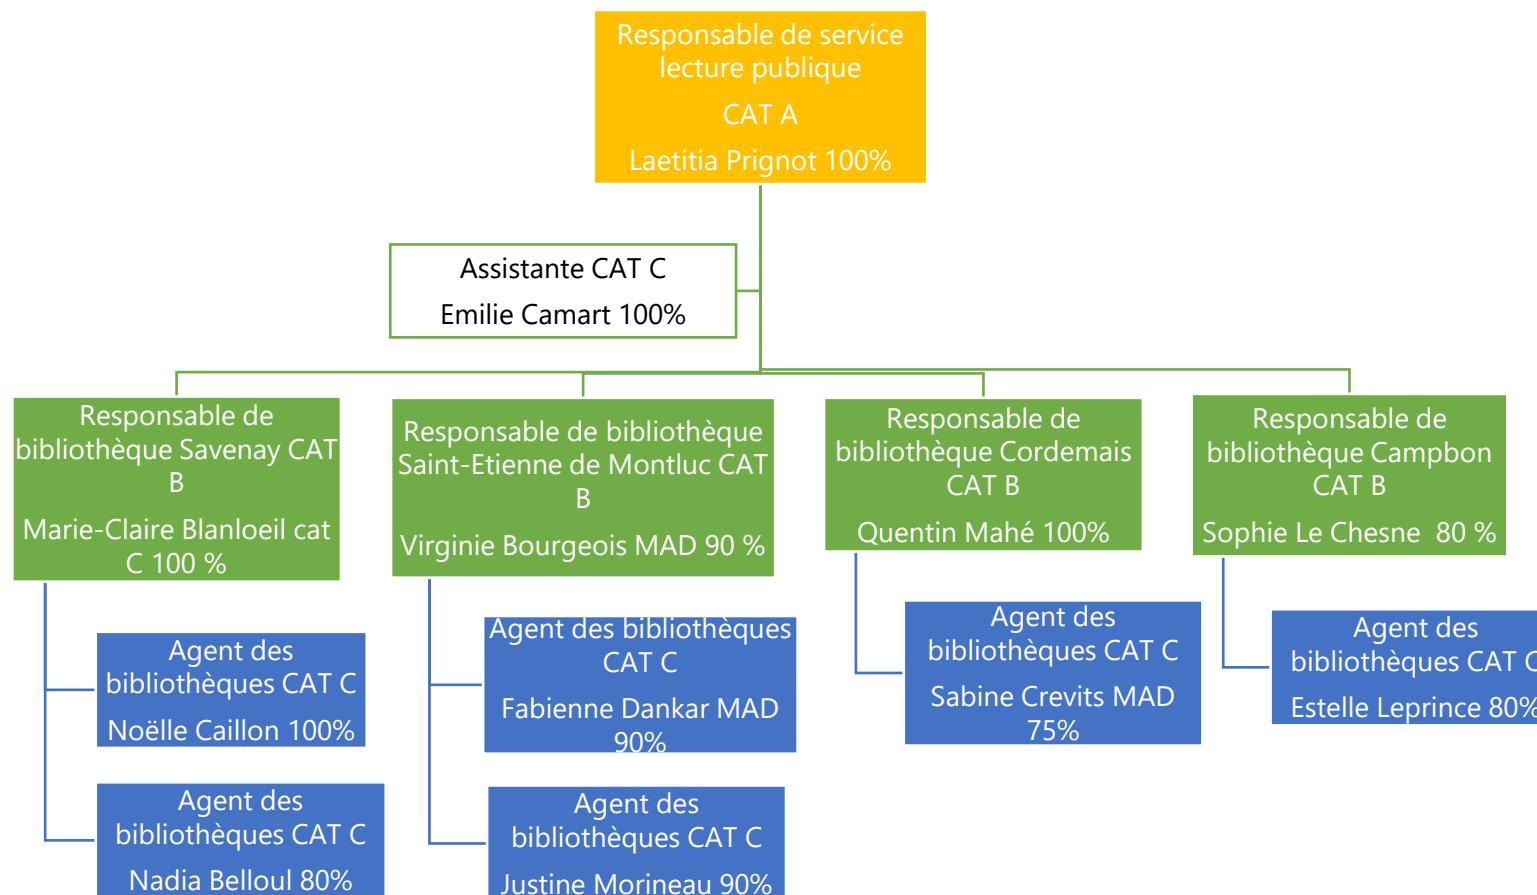 Responsable de service
lecture publique
CAT A
Laetitia Prignot 100%
Assistante CAT C
Emilie Camart 100%
Responsable de
bibliothèque Savenay CAT
B
Marie-Claire Blanloeil cat
C 100 %
Responsable de bibliothèque
Saint-Etienne de Montluc CAT
B
Virginie Bourgeois MAD 90 %
Responsable de
bibliothèque Cordemais
CAT B
Quentin Mahé 100%
Responsable de
bibliothèque Campbon
CAT B
Sophie Le Chesne 80 %
Agent des
bibliothèques CAT C
Noëlle Caillon 100%
Agent des
bibliothèques CAT C
Nadia Belloul 80%
Agent des bibliothèques
CAT C
Fabienne Dankar MAD
90%
Agent des
bibliothèques CAT C
Justine Morineau 90%
Agent des
bibliothèques CAT C
Sabine Crevits MAD
75%
Agent des
bibliothèques CAT C
Estelle Leprince 80%